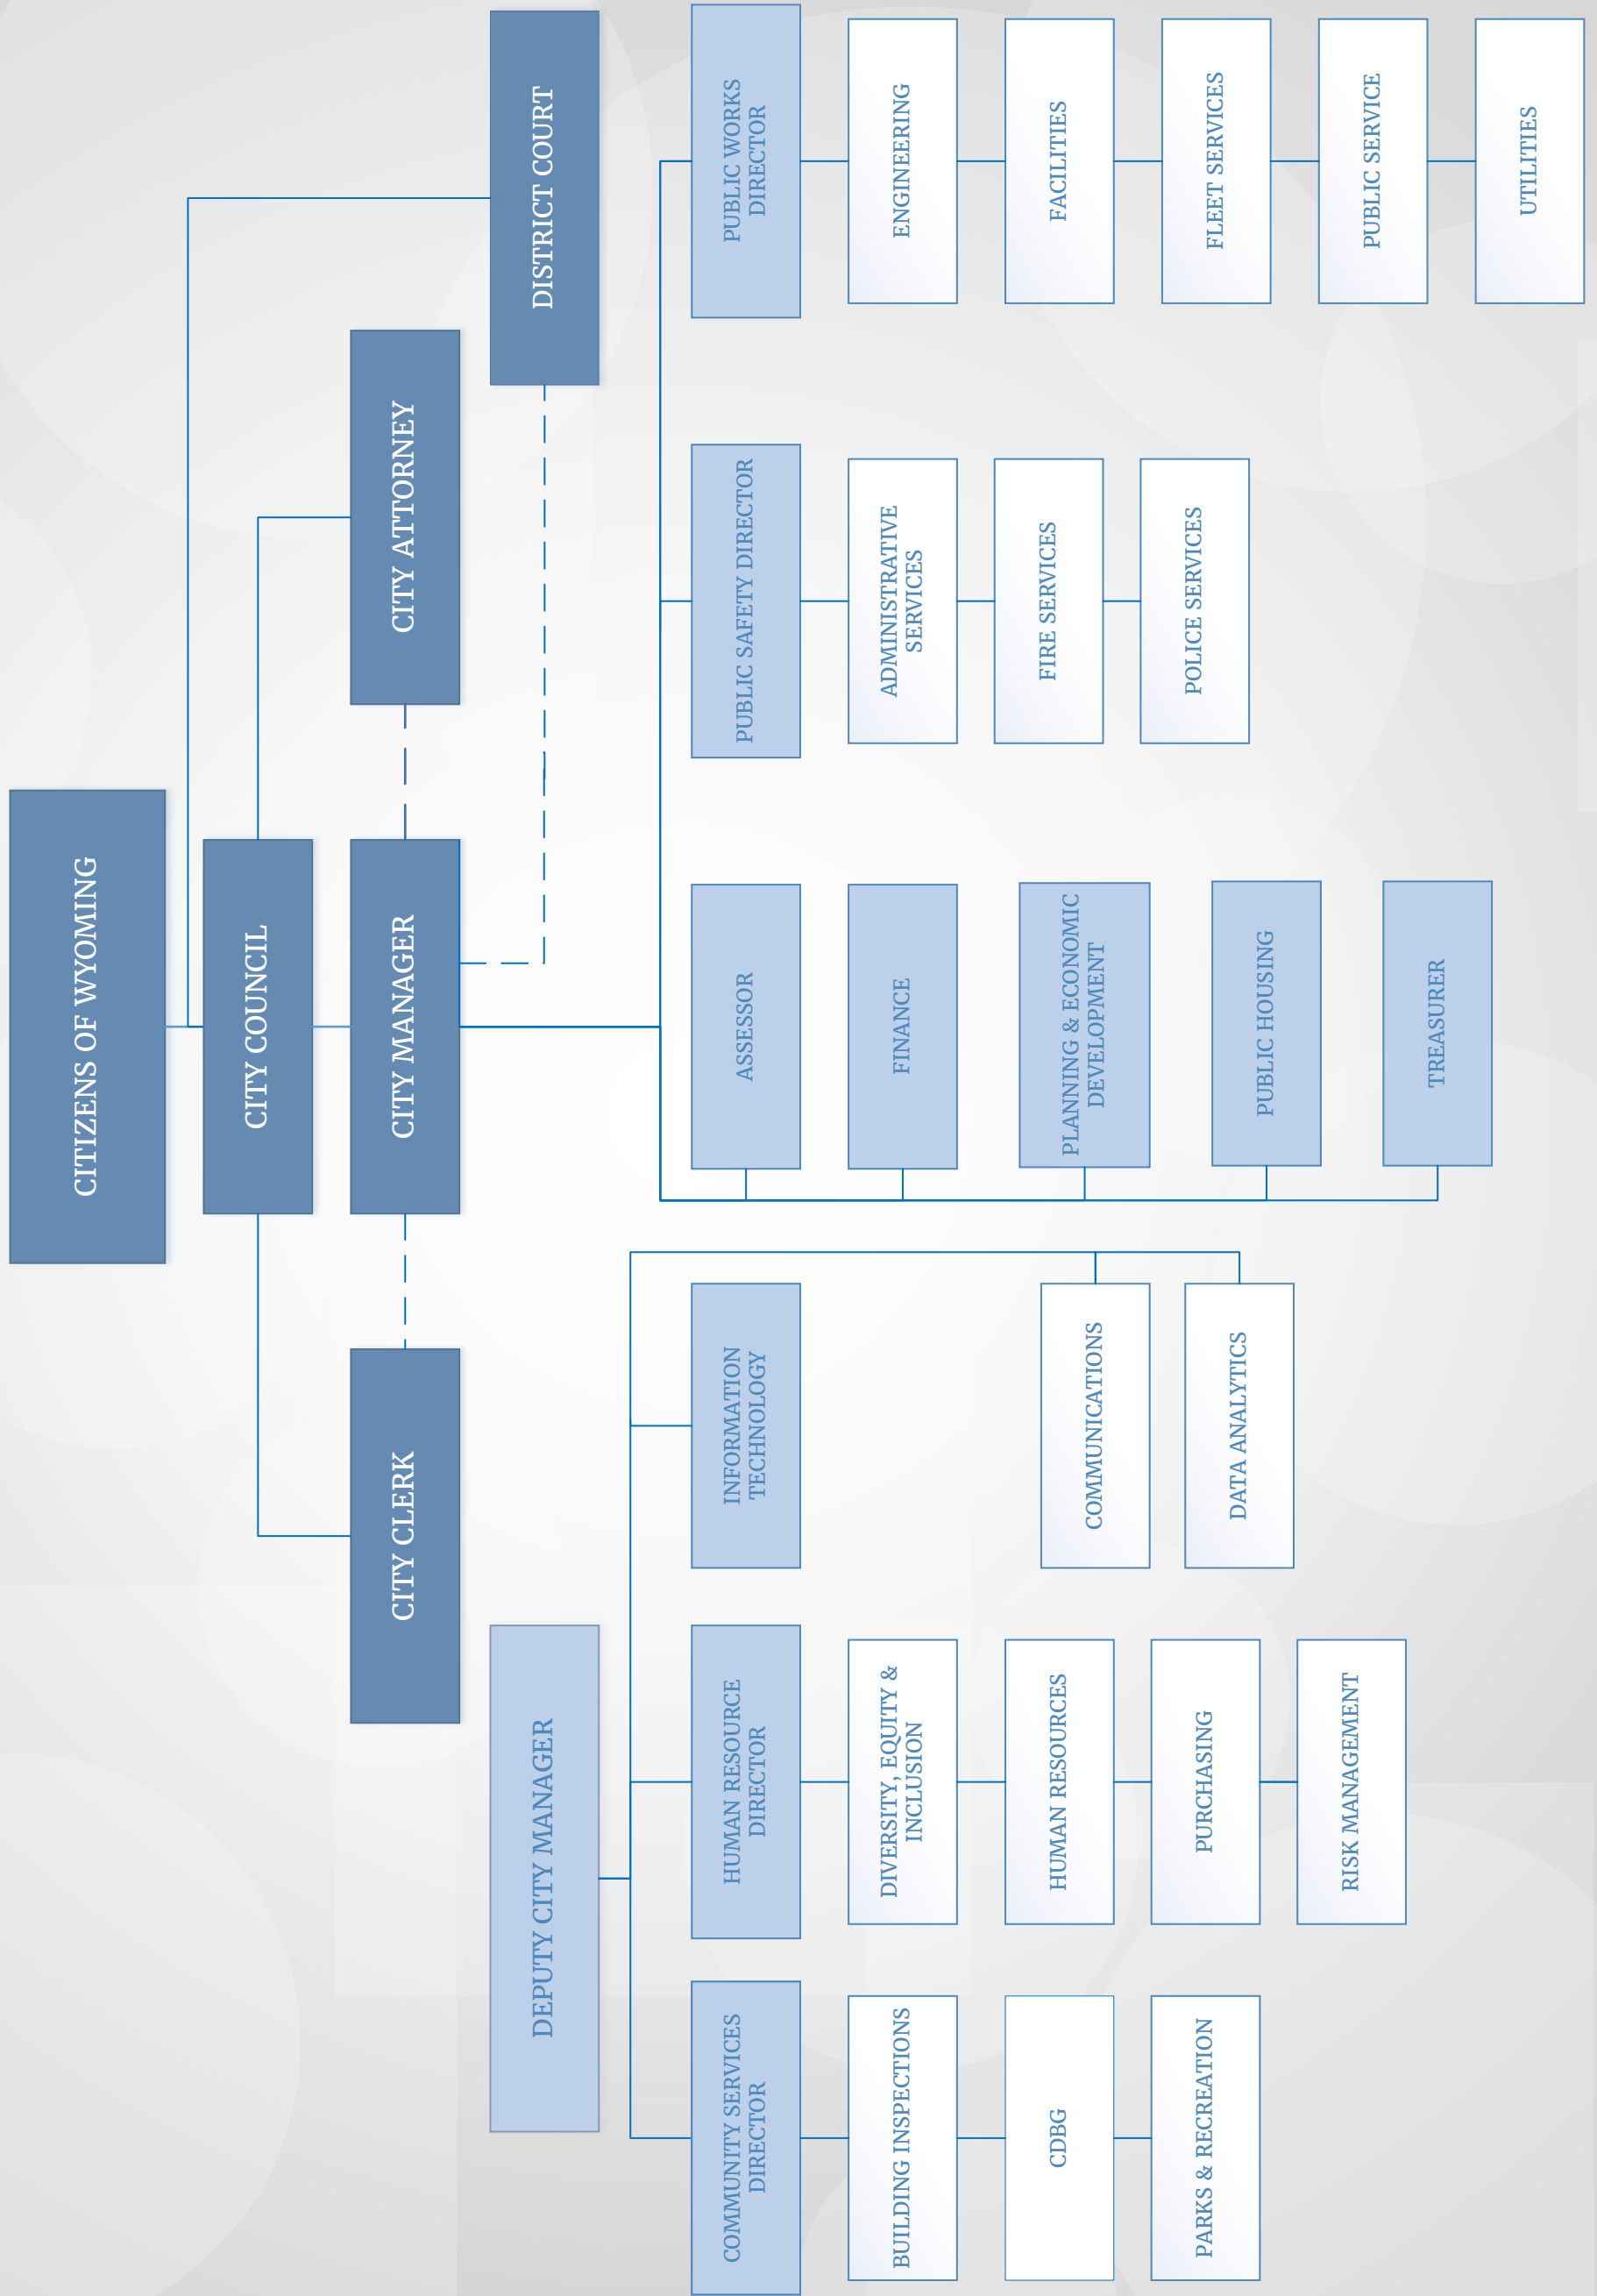 CITIZENS OF WYOMING
CITY COUNCIL
CITY CLERK
CITY MANAGER
CITY ATTORNEY
DEPUTY CITY MANAGER
DISTRICT COURT
COMMUNITY SERVICES
DIRECTOR
BUILDING INSPECTIONS
CDBG
PARKS & RECREATION
HUMAN RESOURCE
DIRECTOR
DIVERSITY, EQUITY &
INCLUSION
HUMAN RESOURCES
PURCHASING
RISK MANAGEMENT
INFORMATION
TECHNOLOGY
COMMUNICATIONS
DATA ANALYTICS
ASSESSOR
FINANCE
PLANNING & ECONOMIC
DEVELOPMENT
PUBLIC HOUSING
TREASURER
PUBLIC SAFETY DIRECTOR
ADMINISTRATIVE
SERVICES
FIRE SERVICES
POLICE SERVICES
PUBLIC WORKS
DIRECTOR
ENGINEERING
FACILITIES
FLEET SERVICES
PUBLIC SERVICE
UTILITIES